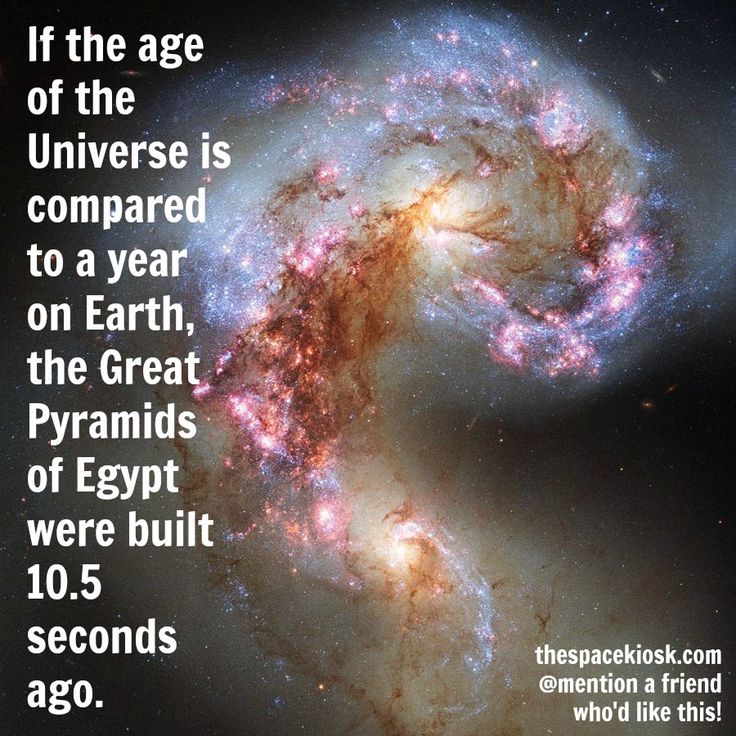 If the age
of the
Universe is
compared
to a year
on Earth,
the Great
Pyramids
of Egypt
were built
10.5
seconds
ago.
thespacekiosk.com
@mention a friend
who'd like this!